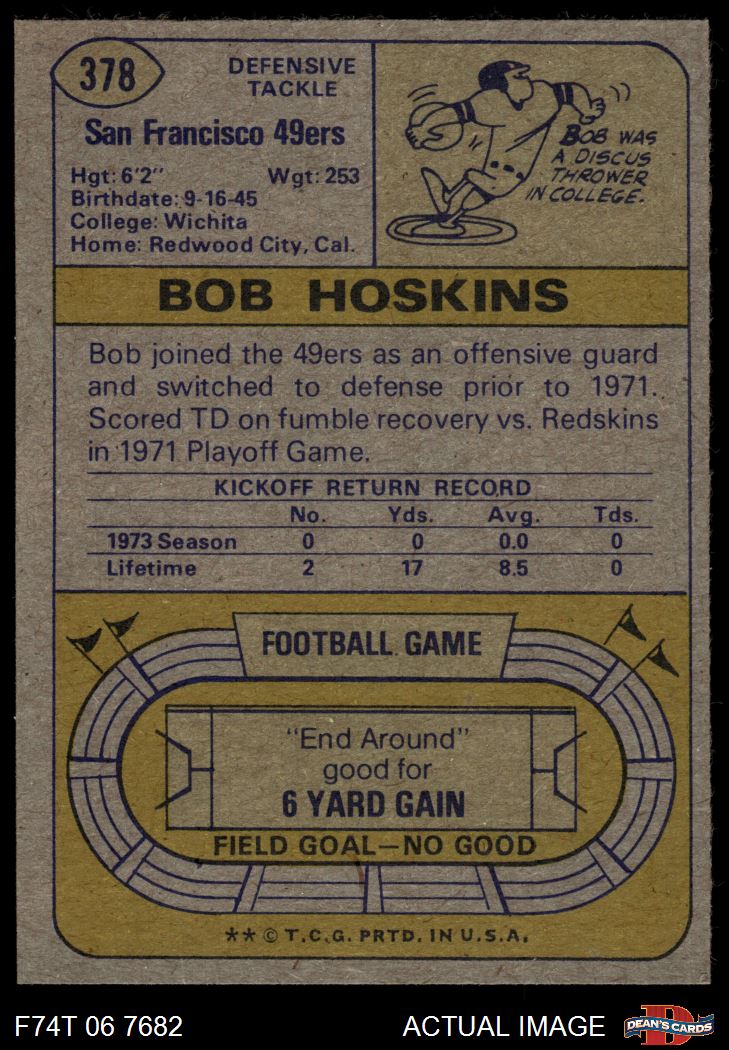 378
DEFENSIVE
TACKLE
San Francisco 49ers
Hgt: 6'2" Wgt: 253
Birthdate: 9-16-45
College: Wichita
Home: Redwood City, Cal.
BOB WAS
A DISCUS
THROWER
IN COLLEGE.
BOB HOSKINS
Bob joined the 49ers as an offensive guard
and switched to defense prior to 1971.
Scored TD on fumble recovery vs. Redskins
in 1971 Playoff Game.
KICKOFF RETURN RECORD
No. Yds. Avg. Tds.
1973 Season 0 0 0.0 0
Lifetime 2 17 8.5 0
FOOTBALL GAME
"End Around"
good for
6 YARD GAIN
FIELD GOAL—NO GOOD
** © T.C.G. PRTD. IN U.S.A.
F74T 06 7682 ACTUAL IMAGE DEAN'S CARDS